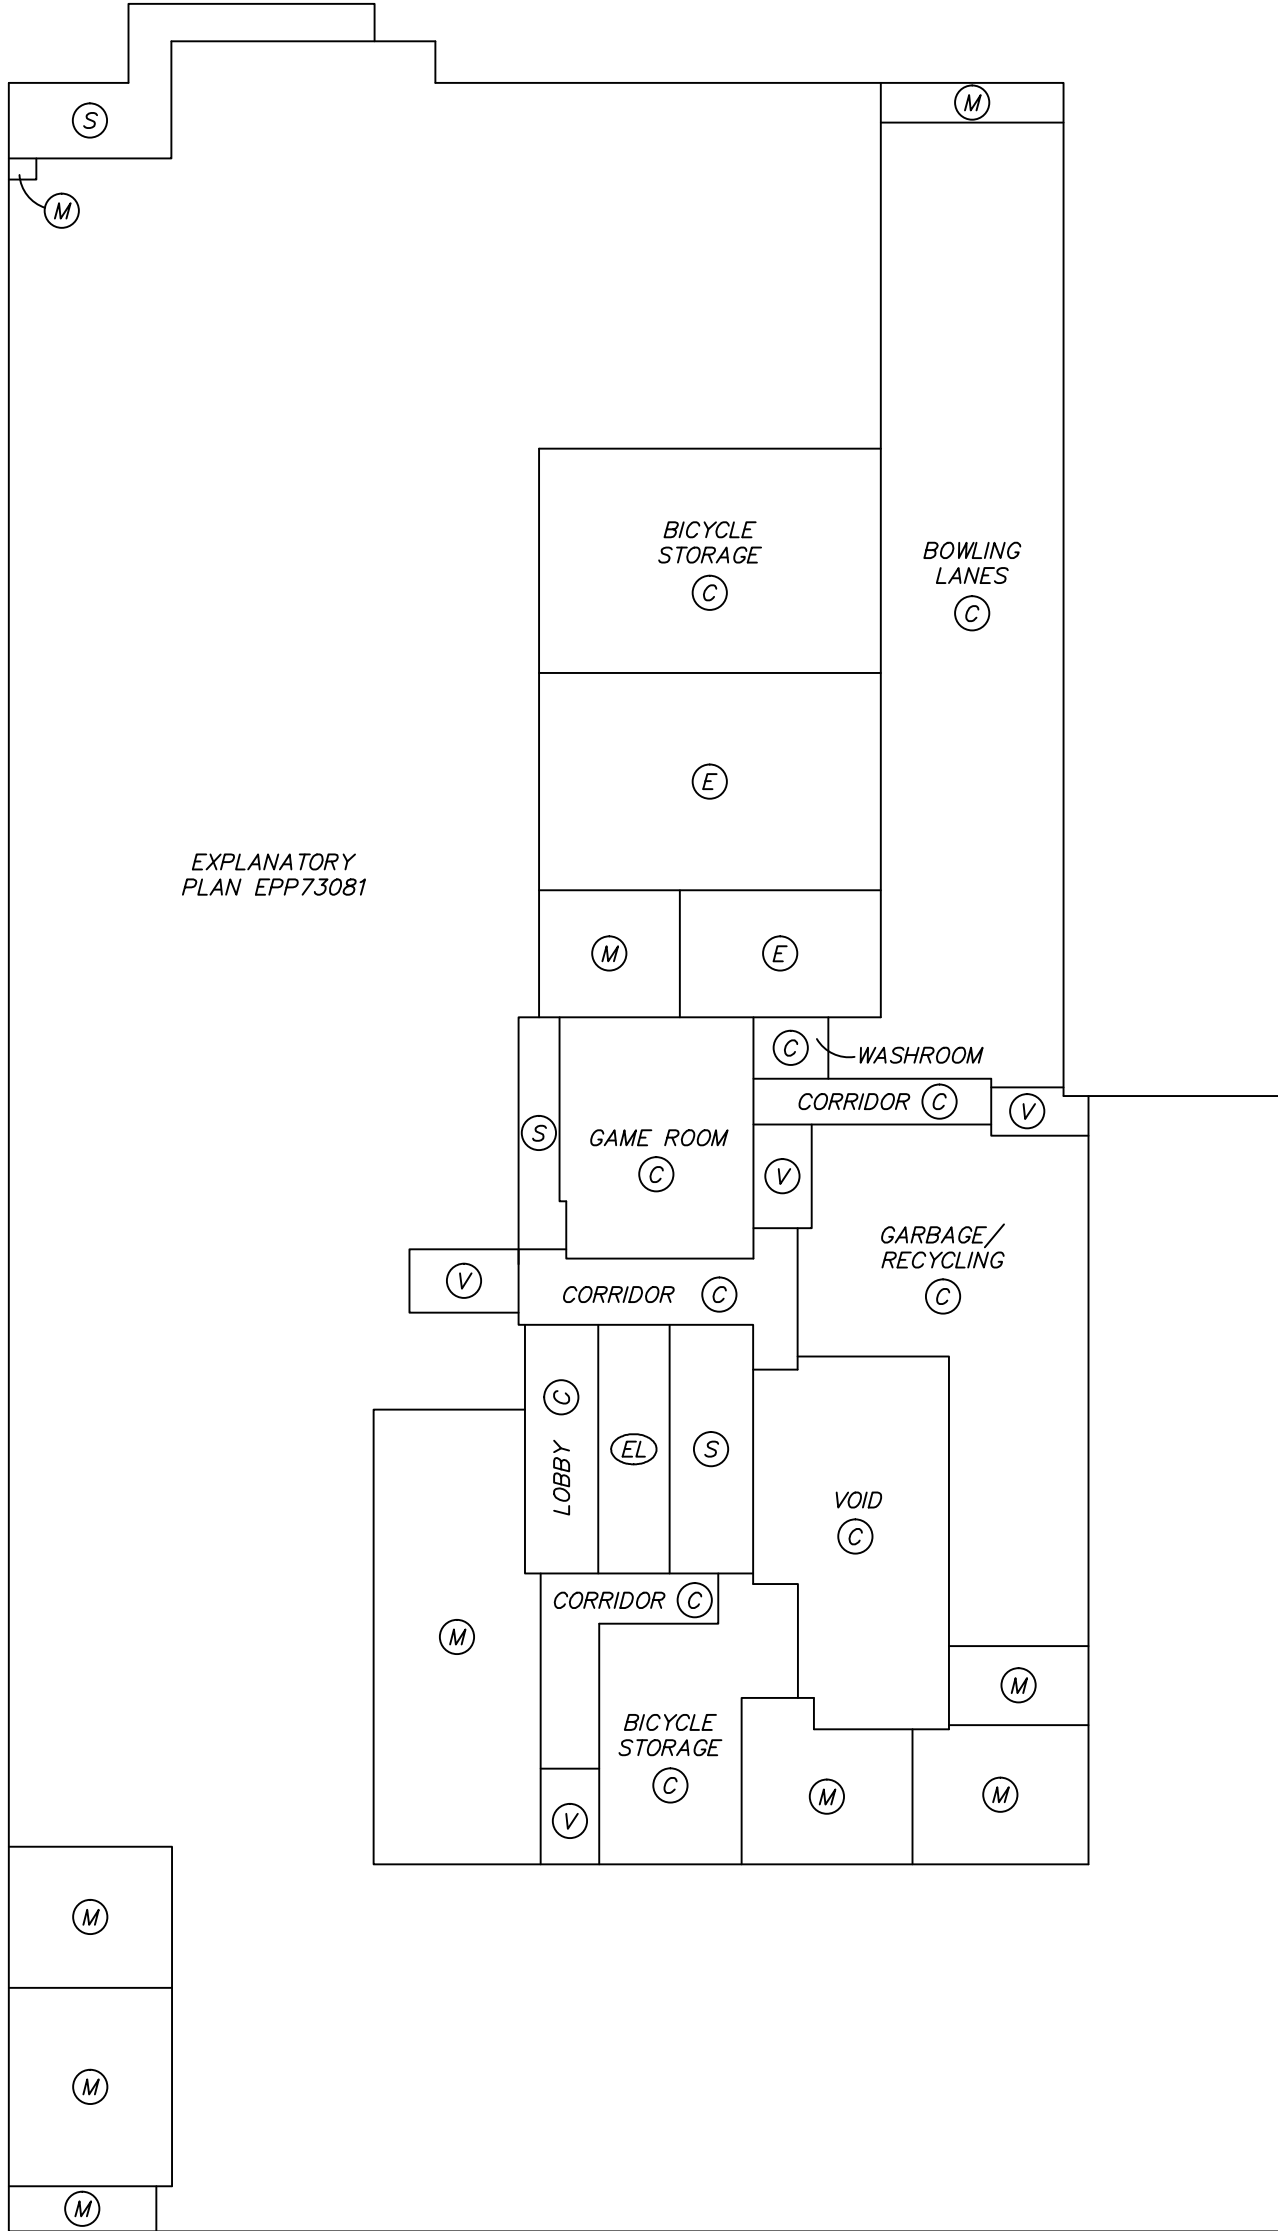 M
S
M
BICYCLE
STORAGE
C
BOWLING
LANES
C
E
EXPLANATORY
PLAN EPP73081
M
E
C
WASHROOM
CORRIDOR C
V
S
GAME ROOM
C
V
GARBAGE/
RECYCLING
C
V
CORRIDOR C
LOBBY C
EL
S
VOID
C
CORRIDOR C
M
M
BICYCLE
STORAGE
C
M
M
V
M
M
M